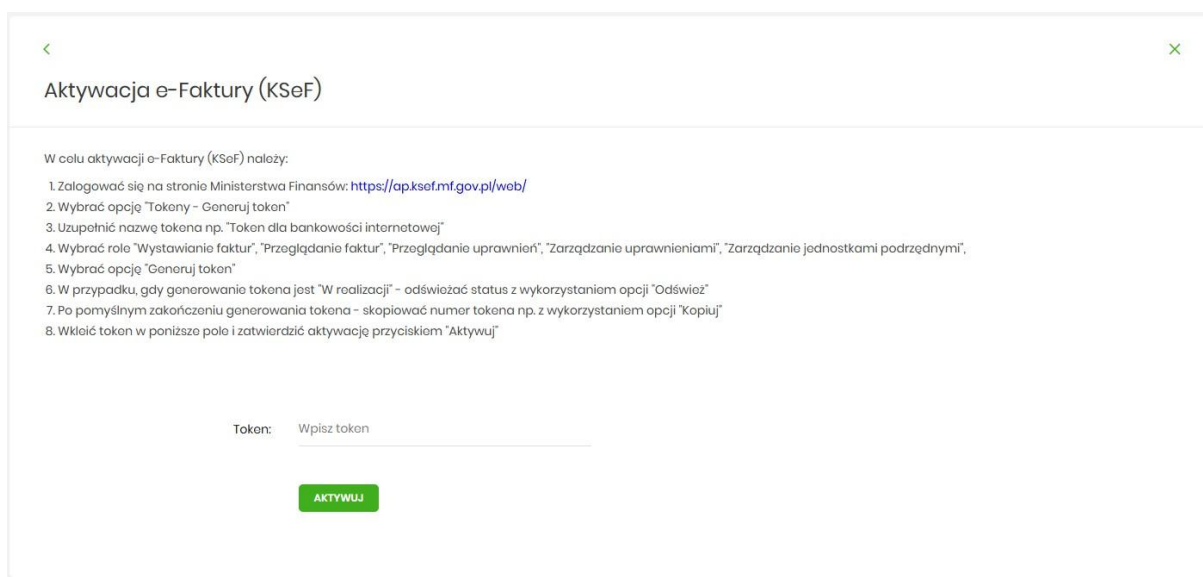 Aktywacja e-Faktury (KSeF)
W celu aktywacji e-Faktury (KSeF) należy:
1. Zalogować się na stronie Ministerstwa Finansów: https://ap.ksef.mf.gov.pl/web/
2. Wybrać opcję "Tokeny - Generuj token"
3. Uzupełnić nazwę tokena np. "Token dla bankowości internetowej"
4. Wybrać role "Wystawianie faktur", "Przeglądanie faktur", "Przeglądanie uprawnień", "Zarządzanie uprawnieniami", "Zarządzanie jednostkami podrzędnymi",
5. Wybrać opcję "Generuj token"
6. W przypadku, gdy generowanie tokena jest "W realizacji" - odświeżać status z wykorzystaniem opcji "Odśwież"
7. Po pomyślnym zakończeniu generowania tokena - skopiować numer tokena np. z wykorzystaniem opcji "Kopiuj"
8. Wkleić token w poniższe pole i zatwierdzić aktywację przyciskiem "Aktywuj"
Token: Wpisz token
AKTYWUJ